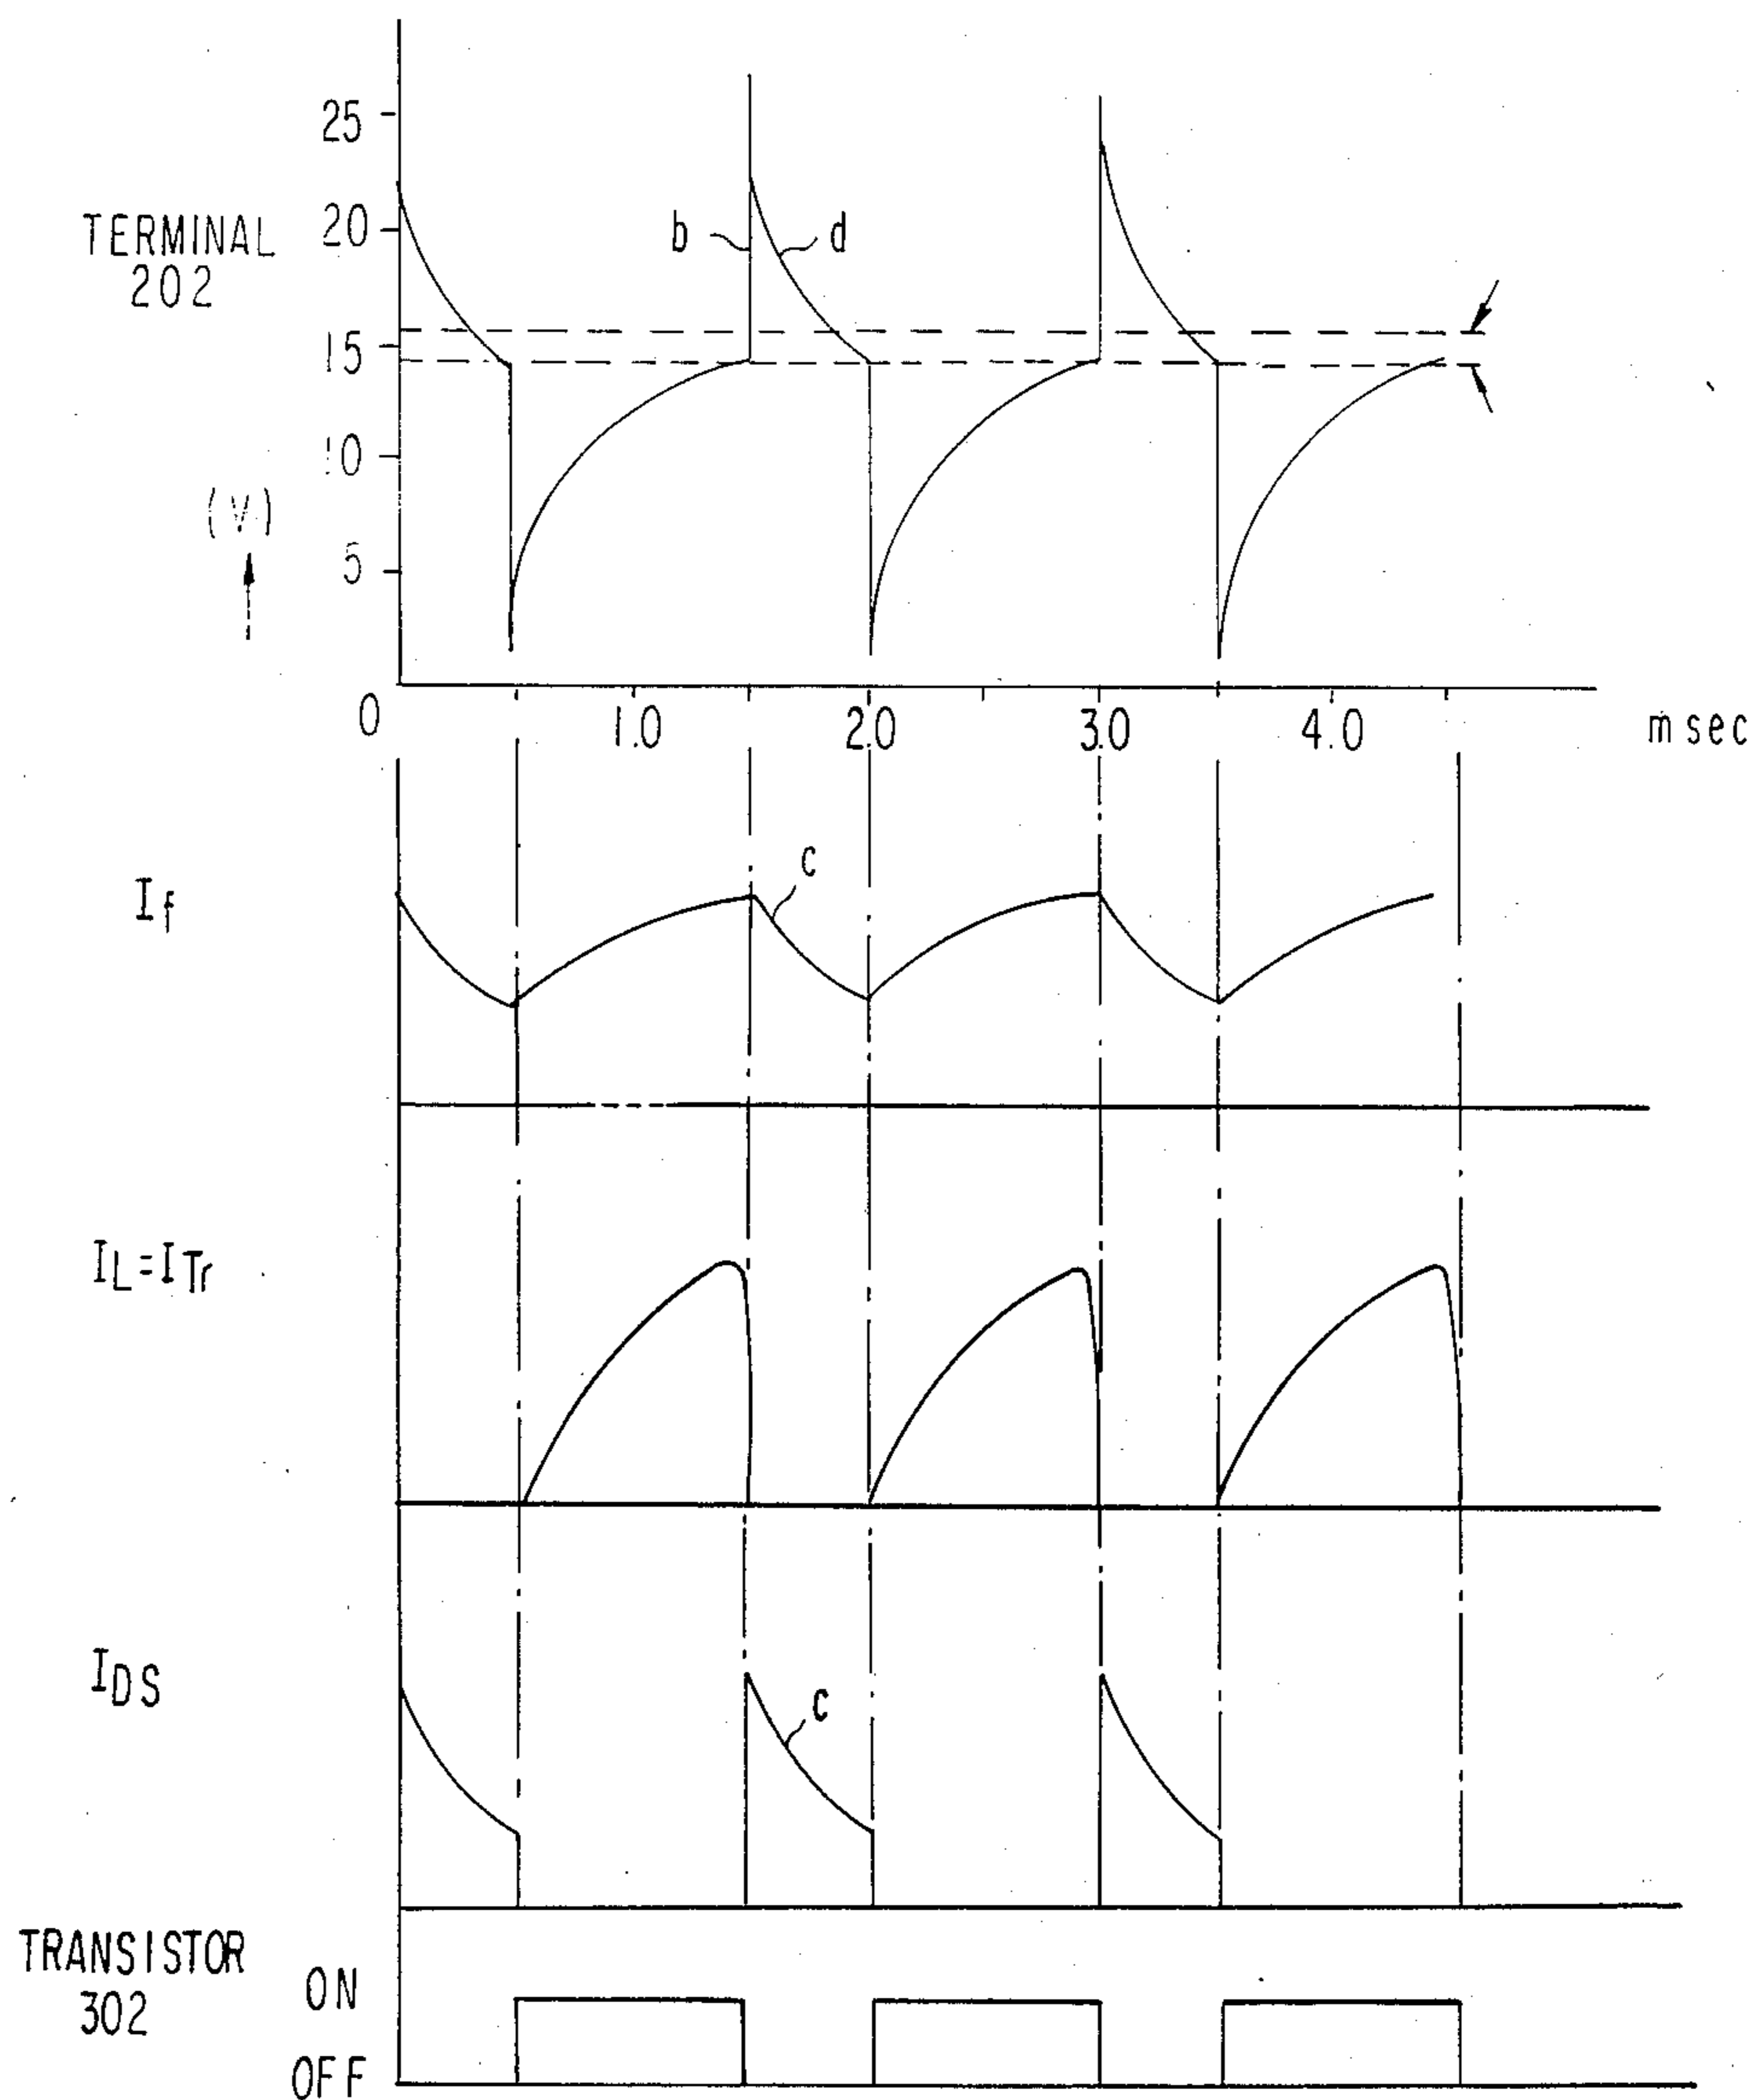 25
TERMINAL 20
202
b
d
15
10
(V)
5
0 1.0 2.0 3.0 4.0 msec
c
If
IL=ITr
IDS
c
TRANSISTOR
302
ON
OFF